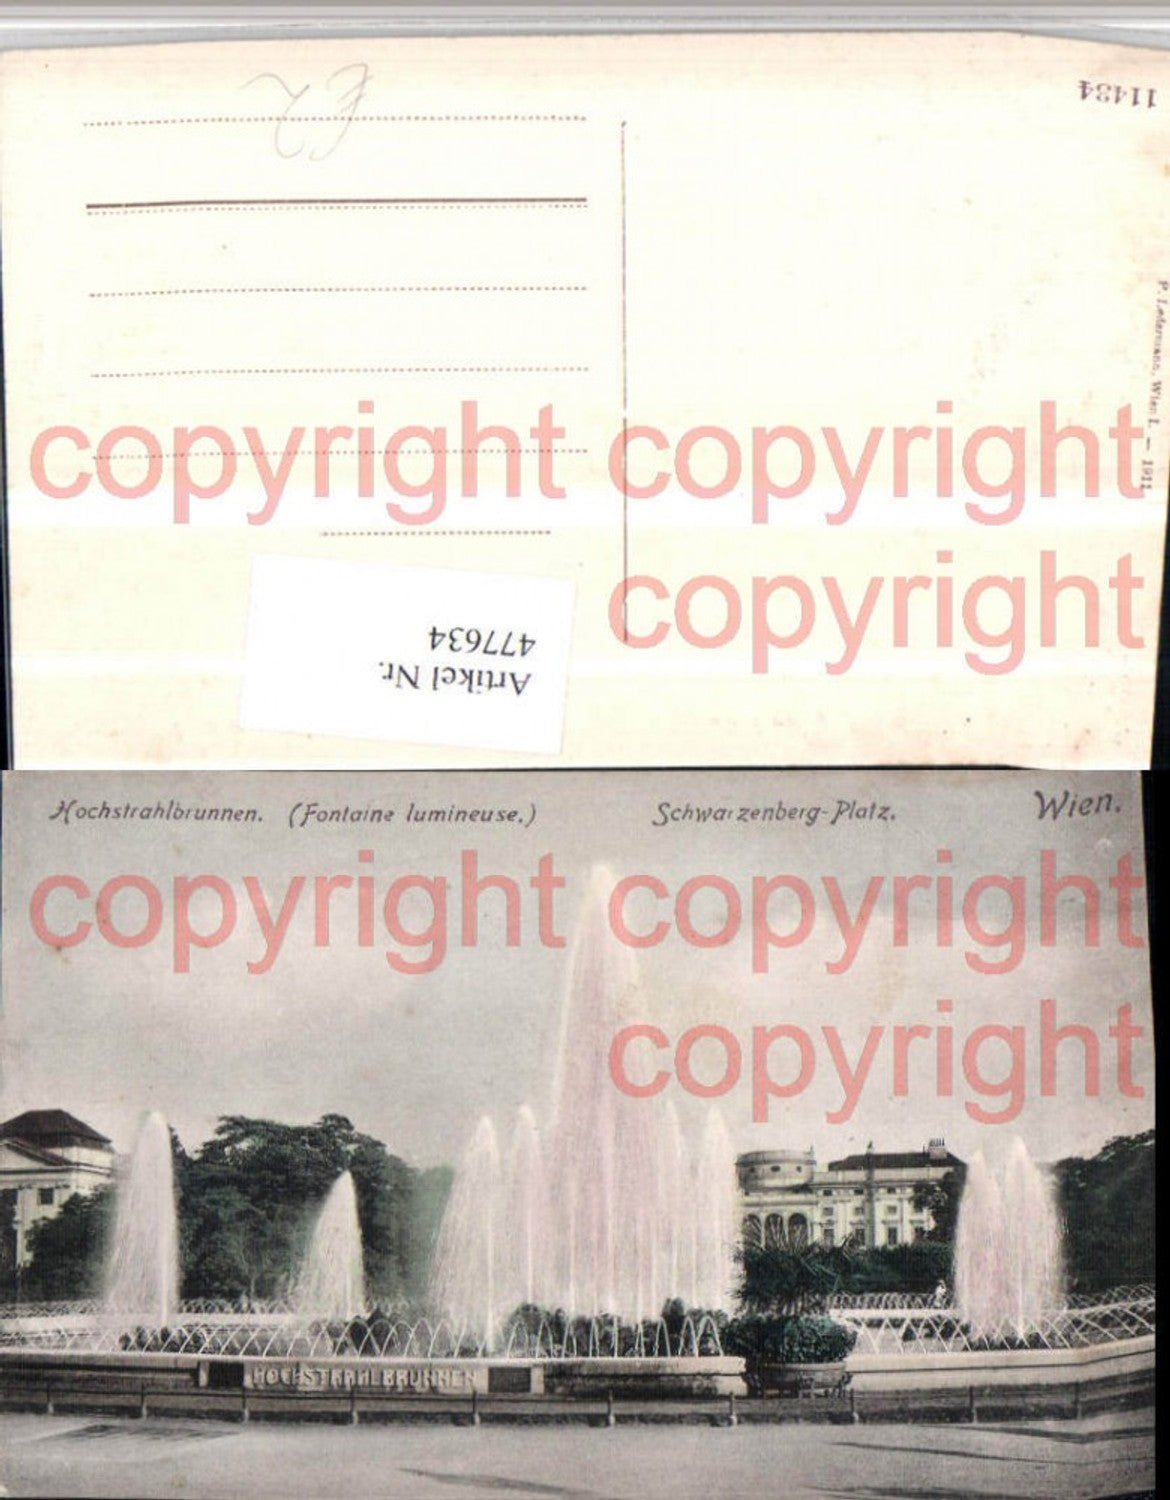 €2
11434
P. Ledermann, Wien I. — 1911
copyright copyright
copyright
Artikel Nr.
477634
Hochstrahlbrunnen. (Fontaine lumineuse.) Schwarzenberg-Platz. Wien.
copyright copyright
copyright
HOCHSTRAHLBRUNNEN